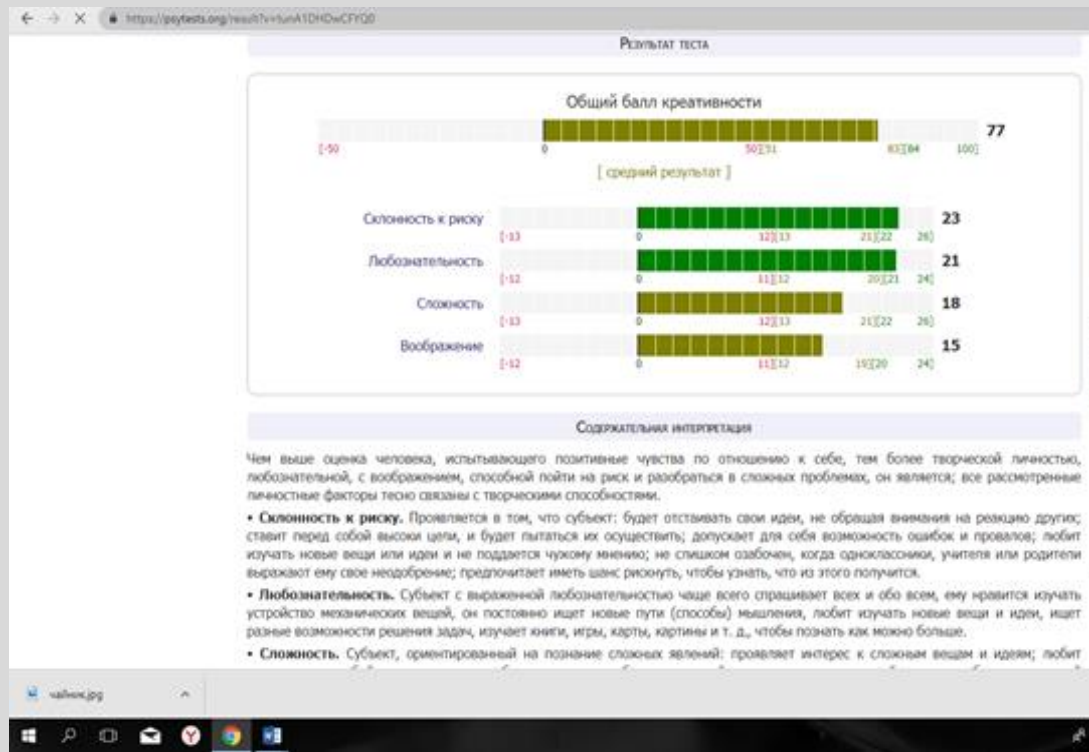 https://psytests.org/result?v=tunA1DHDwCFYQ0
Результат теста
Общий балл креативности
77
[-50 0 50][51 83][84 100]
[ средний результат ]
Склонность к риску 23
[-13 0 12][13 21][22 26]
Любознательность 21
[-12 0 11][12 20][21 24]
Сложность 18
[-13 0 12][13 21][22 26]
Воображение 15
[-12 0 11][12 19][20 24]
Содержательная интерпретация
Чем выше оценка человека, испытывающего позитивные чувства по отношению к себе, тем более творческой личностью,
любознательной, с воображением, способной пойти на риск и разобраться в сложных проблемах, он является; все рассмотренные
личностные факторы тесно связаны с творческими способностями.
• Склонность к риску. Проявляется в том, что субъект: будет отстаивать свои идеи, не обращая внимания на реакцию других;
ставит перед собой высоки цели, и будет пытаться их осуществить; допускает для себя возможность ошибок и провалов; любит
изучать новые вещи или идеи и не поддается чужому мнению; не слишком озабочен, когда одноклассники, учителя или родители
выражают ему свое неодобрение; предпочитает иметь шанс рискнуть, чтобы узнать, что из этого получится.
• Любознательность. Субъект с выраженной любознательностью чаще всего спрашивает всех и обо всем, ему нравится изучать
устройство механических вещей, он постоянно ищет новые пути (способы) мышления, любит изучать новые вещи и идеи, ищет
разные возможности решения задач, изучает книги, игры, карты, картины и т. д., чтобы познать как можно больше.
• Сложность. Субъект, ориентированный на познание сложных явлений: проявляет интерес к сложным вещам и идеям; любит
чайник.jpg